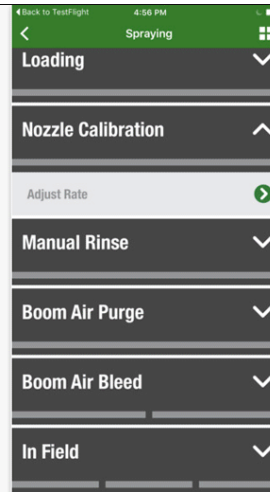 Back to TestFlight 4:56 PM
Spraying
Loading
Nozzle Calibration
Adjust Rate
Manual Rinse
Boom Air Purge
Boom Air Bleed
In Field